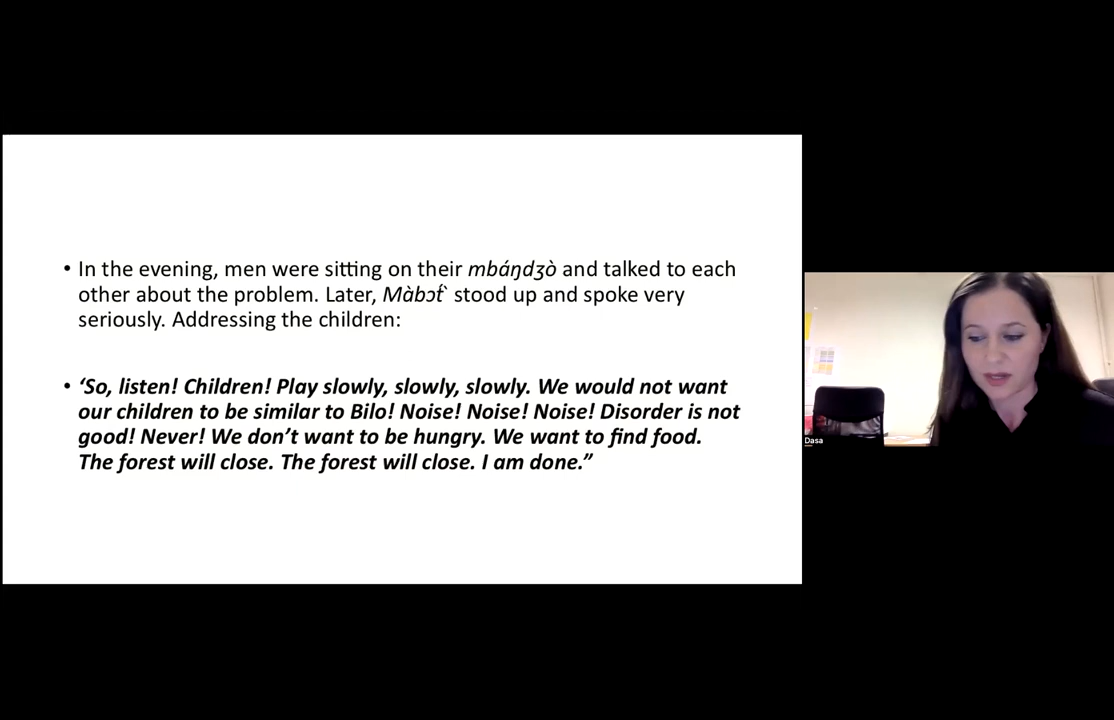 • In the evening, men were sitting on their mbáŋdʒò and talked to each
other about the problem. Later, Màbɔt́ˋ stood up and spoke very
seriously. Addressing the children:
• ‘So, listen! Children! Play slowly, slowly, slowly. We would not want
our children to be similar to Bilo! Noise! Noise! Noise! Disorder is not
good! Never! We don’t want to be hungry. We want to find food.
The forest will close. The forest will close. I am done.”
Dasa